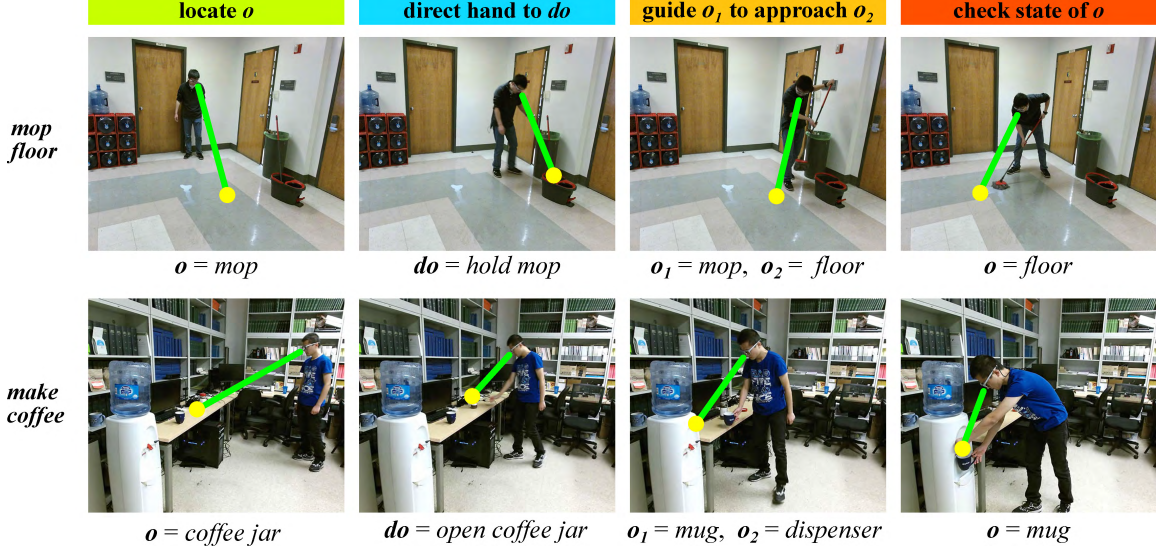 locate o
direct hand to do
guide o₁ to approach o₂
check state of o
mop
floor
o = mop
do = hold mop
o₁ = mop, o₂ = floor
o = floor
make
coffee
o = coffee jar
do = open coffee jar
o₁ = mug, o₂ = dispenser
o = mug